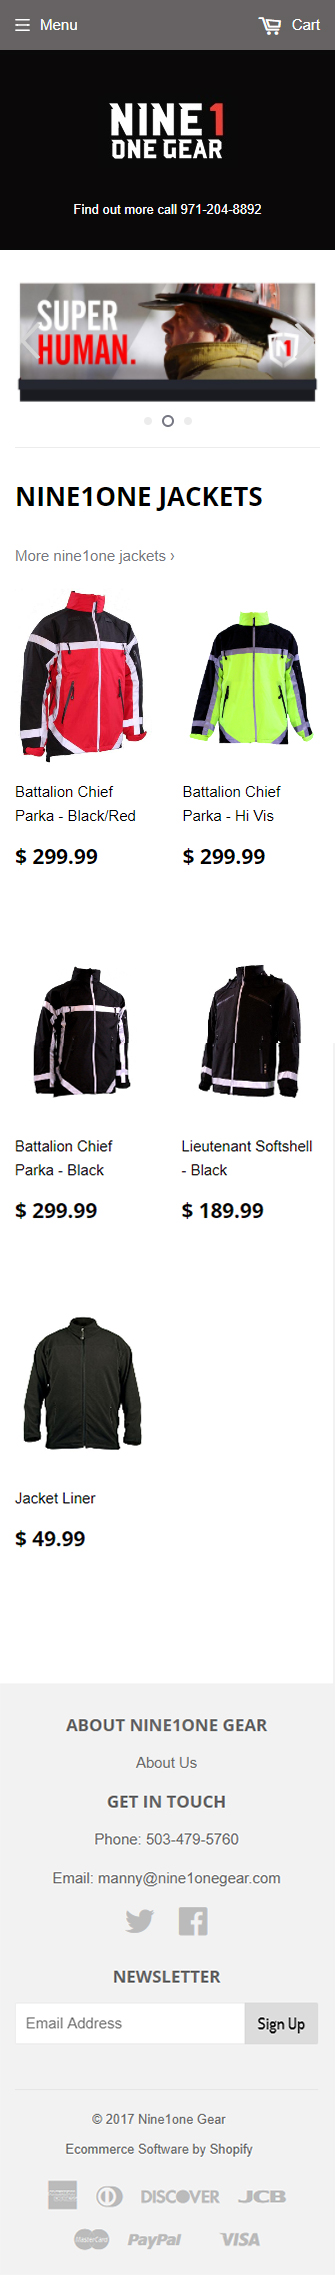 Menu
Cart
NINE 1
ONE GEAR
Find out more call 971-204-8892
SUPER
HUMAN.
1
NINE1ONE JACKETS
More nine1one jackets ›
Battalion Chief
Parka - Black/Red
$ 299.99
Battalion Chief
Parka - Hi Vis
$ 299.99
Battalion Chief
Parka - Black
$ 299.99
Lieutenant Softshell
- Black
$ 189.99
Jacket Liner
$ 49.99
ABOUT NINE1ONE GEAR
About Us
GET IN TOUCH
Phone: 503-479-5760
Email: manny@nine1onegear.com
NEWSLETTER
Email Address
Sign Up
© 2017 Nine1one Gear
Ecommerce Software by Shopify
DISCOVER
JCB
MasterCard
PayPal
VISA